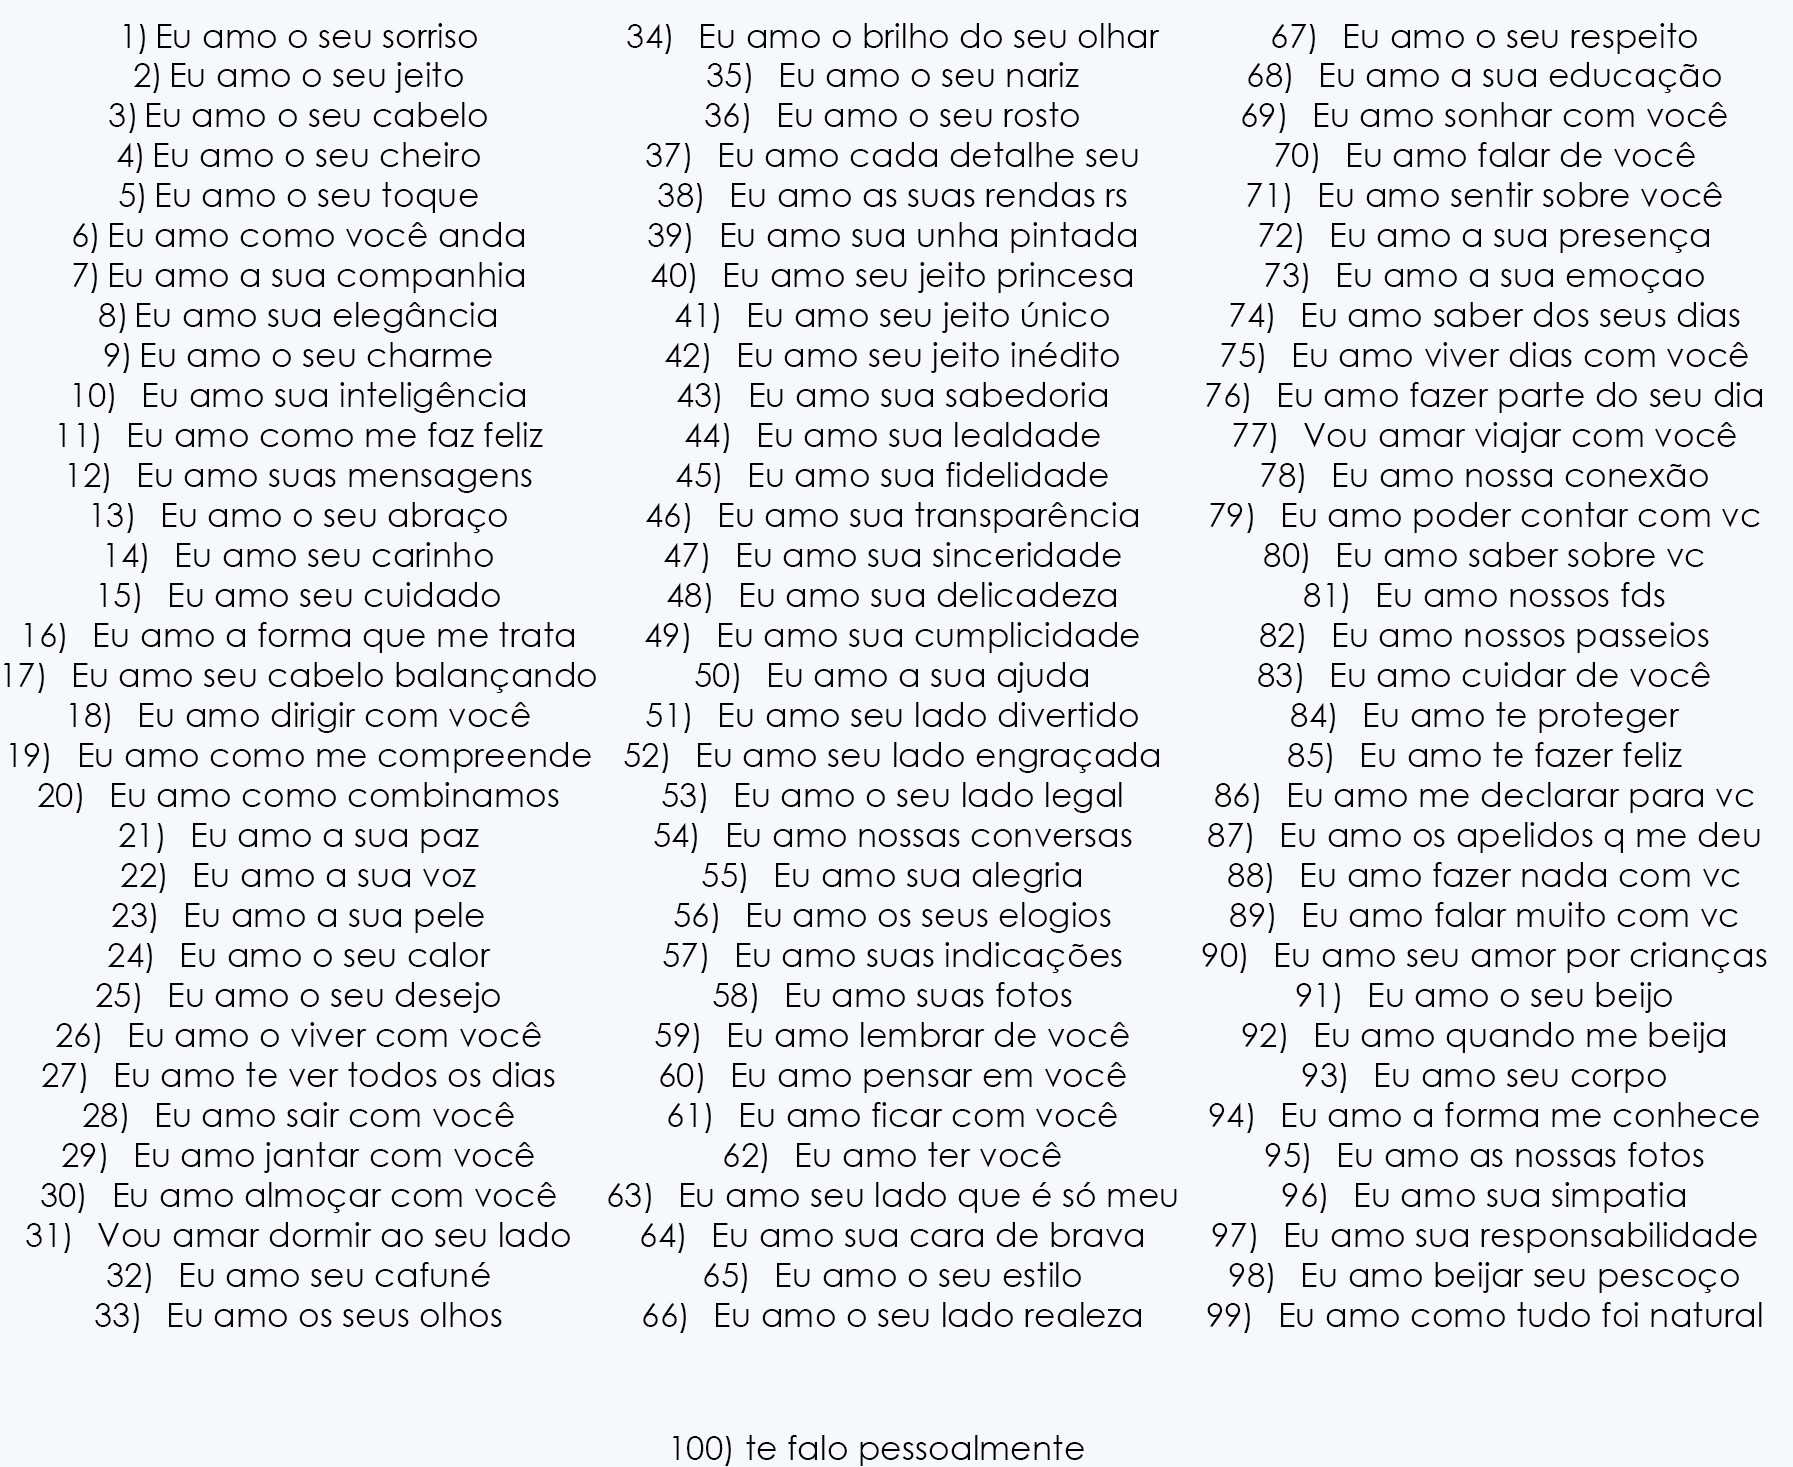 1) Eu amo o seu sorriso
2) Eu amo o seu jeito
3) Eu amo o seu cabelo
4) Eu amo o seu cheiro
5) Eu amo o seu toque
6) Eu amo como você anda
7) Eu amo a sua companhia
8) Eu amo sua elegância
9) Eu amo o seu charme
10) Eu amo sua inteligência
11) Eu amo como me faz feliz
12) Eu amo suas mensagens
13) Eu amo o seu abraço
14) Eu amo seu carinho
15) Eu amo seu cuidado
16) Eu amo a forma que me trata
17) Eu amo seu cabelo balançando
18) Eu amo dirigir com você
19) Eu amo como me compreende
20) Eu amo como combinamos
21) Eu amo a sua paz
22) Eu amo a sua voz
23) Eu amo a sua pele
24) Eu amo o seu calor
25) Eu amo o seu desejo
26) Eu amo o viver com você
27) Eu amo te ver todos os dias
28) Eu amo sair com você
29) Eu amo jantar com você
30) Eu amo almoçar com você
31) Vou amar dormir ao seu lado
32) Eu amo seu cafuné
33) Eu amo os seus olhos
34) Eu amo o brilho do seu olhar
35) Eu amo o seu nariz
36) Eu amo o seu rosto
37) Eu amo cada detalhe seu
38) Eu amo as suas rendas rs
39) Eu amo sua unha pintada
40) Eu amo seu jeito princesa
41) Eu amo seu jeito único
42) Eu amo seu jeito inédito
43) Eu amo sua sabedoria
44) Eu amo sua lealdade
45) Eu amo sua fidelidade
46) Eu amo sua transparência
47) Eu amo sua sinceridade
48) Eu amo sua delicadeza
49) Eu amo sua cumplicidade
50) Eu amo a sua ajuda
51) Eu amo seu lado divertido
52) Eu amo seu lado engraçada
53) Eu amo o seu lado legal
54) Eu amo nossas conversas
55) Eu amo sua alegria
56) Eu amo os seus elogios
57) Eu amo suas indicações
58) Eu amo suas fotos
59) Eu amo lembrar de você
60) Eu amo pensar em você
61) Eu amo ficar com você
62) Eu amo ter você
63) Eu amo seu lado que é só meu
64) Eu amo sua cara de brava
65) Eu amo o seu estilo
66) Eu amo o seu lado realeza
67) Eu amo o seu respeito
68) Eu amo a sua educação
69) Eu amo sonhar com você
70) Eu amo falar de você
71) Eu amo sentir sobre você
72) Eu amo a sua presença
73) Eu amo a sua emoçao
74) Eu amo saber dos seus dias
75) Eu amo viver dias com você
76) Eu amo fazer parte do seu dia
77) Vou amar viajar com você
78) Eu amo nossa conexão
79) Eu amo poder contar com vc
80) Eu amo saber sobre vc
81) Eu amo nossos fds
82) Eu amo nossos passeios
83) Eu amo cuidar de você
84) Eu amo te proteger
85) Eu amo te fazer feliz
86) Eu amo me declarar para vc
87) Eu amo os apelidos q me deu
88) Eu amo fazer nada com vc
89) Eu amo falar muito com vc
90) Eu amo seu amor por crianças
91) Eu amo o seu beijo
92) Eu amo quando me beija
93) Eu amo seu corpo
94) Eu amo a forma me conhece
95) Eu amo as nossas fotos
96) Eu amo sua simpatia
97) Eu amo sua responsabilidade
98) Eu amo beijar seu pescoço
99) Eu amo como tudo foi natural
100) te falo pessoalmente